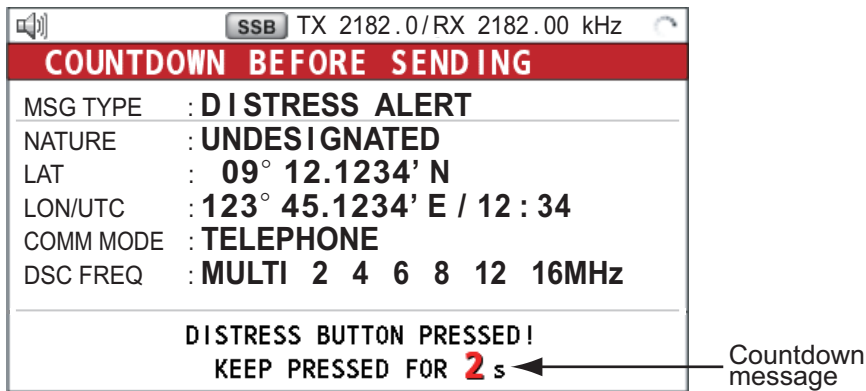 SSB TX 2182.0/RX 2182.00 kHz
COUNTDOWN BEFORE SENDING
MSG TYPE : DISTRESS ALERT
NATURE : UNDESIGNATED
LAT : 09° 12.1234’ N
LON/UTC : 123° 45.1234’ E / 12 : 34
COMM MODE : TELEPHONE
DSC FREQ : MULTI 2 4 6 8 12 16MHz
DISTRESS BUTTON PRESSED!
KEEP PRESSED FOR 2 s
Countdown
message